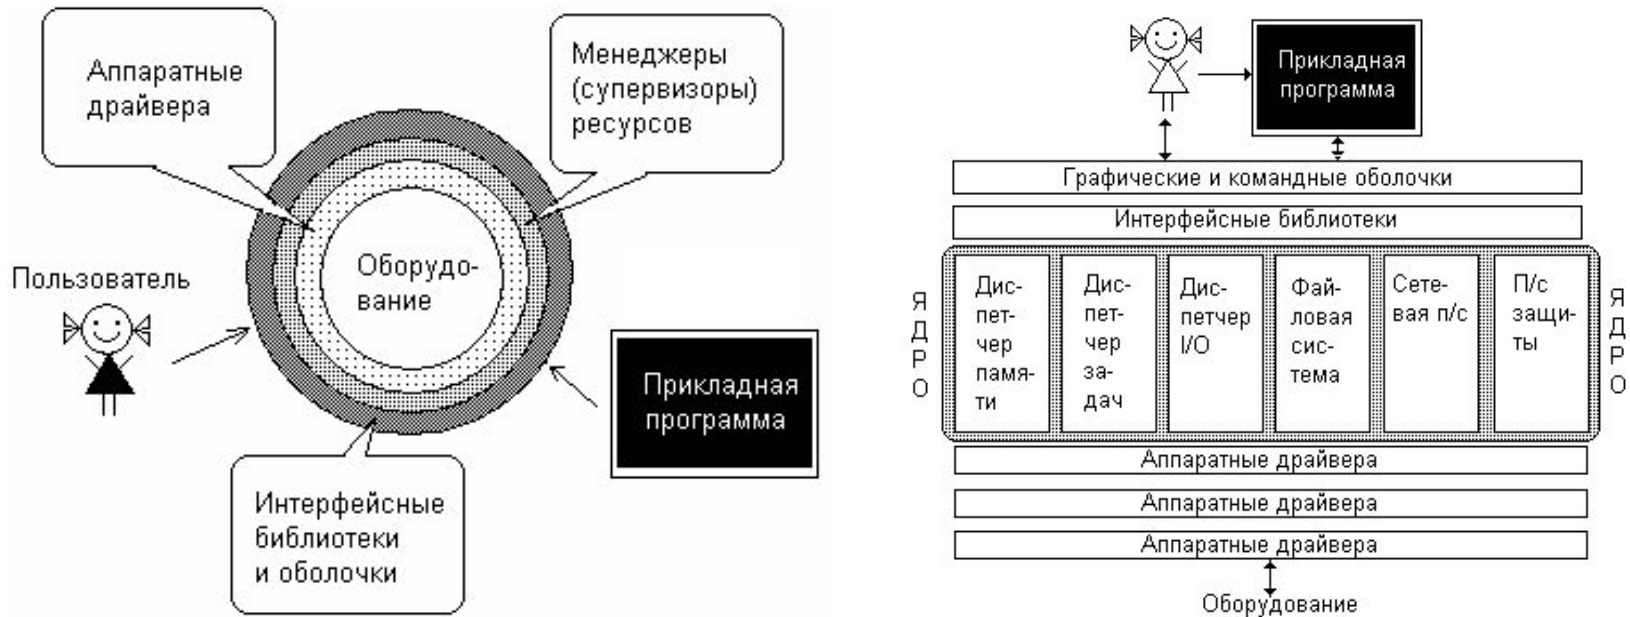 Аппаратные
драйвера
Менеджеры
(супервизоры)
ресурсов
Оборудо-
вание
Пользователь
Прикладная
программа
Интерфейсные
библиотеки
и оболочки
Прикладная
программа
Графические и командные оболочки
Интерфейсные библиотеки
Я
Д
Р
О
Дис-
пет-
чер
памя-
ти
Дис-
пет-
чер
за-
дач
Дис-
петчер
I/O
Фай-
ловая
сис-
тема
Сете-
вая п/с
П/с
защи-
ты
Я
Д
Р
О
Аппаратные драйвера
Аппаратные драйвера
Аппаратные драйвера
Оборудование